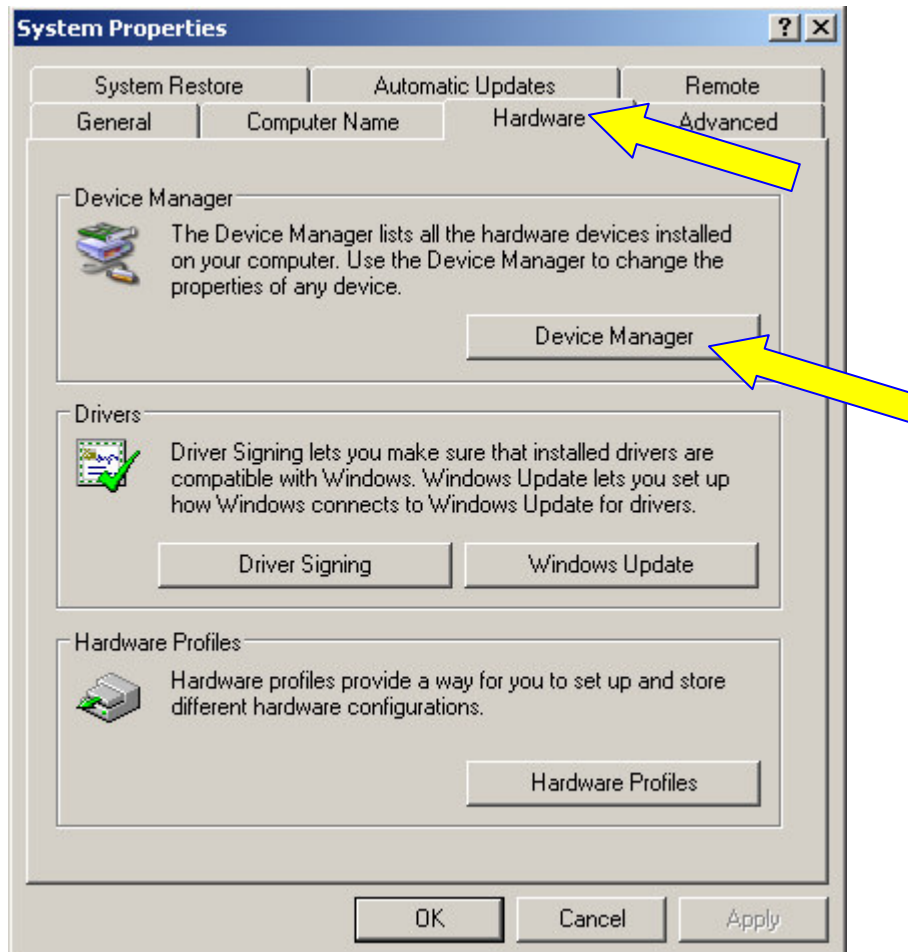 System Properties
System Restore Automatic Updates Remote
General Computer Name Hardware Advanced
Device Manager
The Device Manager lists all the hardware devices installed
on your computer. Use the Device Manager to change the
properties of any device.
Device Manager
Drivers
Driver Signing lets you make sure that installed drivers are
compatible with Windows. Windows Update lets you set up
how Windows connects to Windows Update for drivers.
Driver Signing Windows Update
Hardware Profiles
Hardware profiles provide a way for you to set up and store
different hardware configurations.
Hardware Profiles
OK Cancel Apply